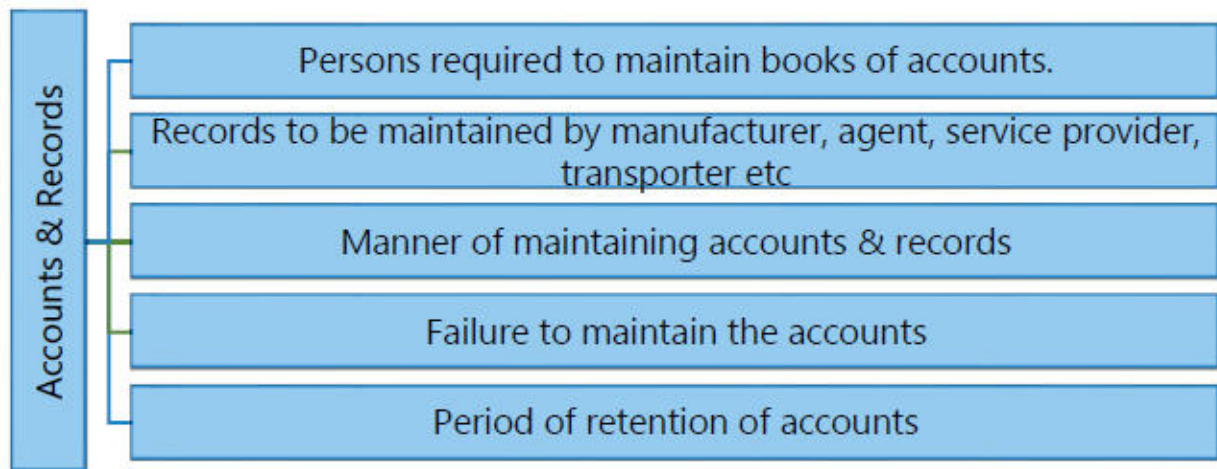 Accounts & Records
Persons required to maintain books of accounts.
Records to be maintained by manufacturer, agent, service provider,
transporter etc
Manner of maintaining accounts & records
Failure to maintain the accounts
Period of retention of accounts